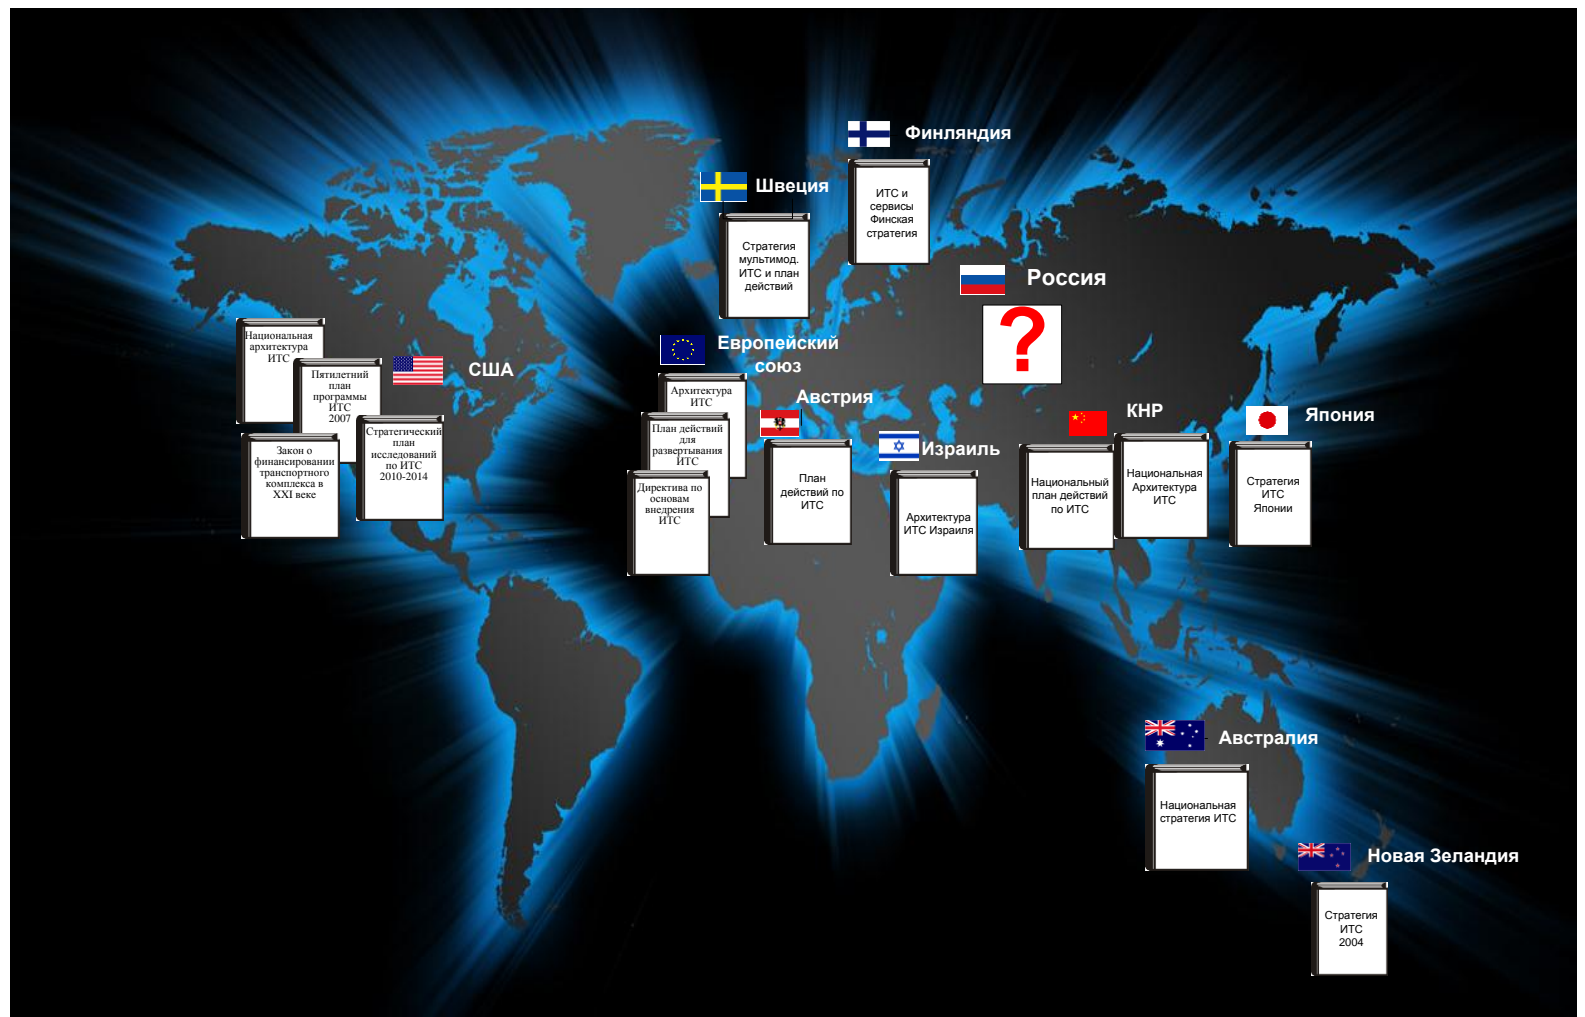 Финляндия
ИТС и
сервисы
Финская
стратегия
Швеция
Стратегия
мультимод.
ИТС и план
действий
Россия
?
Национальная
архитектура
ИТС
Пятилетний
план
программы
ИТС
2007
США
Закон о
финансировании
транспортного
комплекса в
XXI веке
Стратегический
план
исследований
по ИТС
2010-2014
Европейский
союз
Архитектура
ИТС
План действий
для
развертывания
ИТС
Директива по
основам
внедрения
ИТС
Австрия
План
действий по
ИТС
Израиль
Архитектура
ИТС Израиля
КНР
Национальный
план действий
по ИТС
Национальная
Архитектура
ИТС
Япония
Стратегия
ИТС
Японии
Австралия
Национальная
стратегия ИТС
Новая Зеландия
Стратегия
ИТС
2004